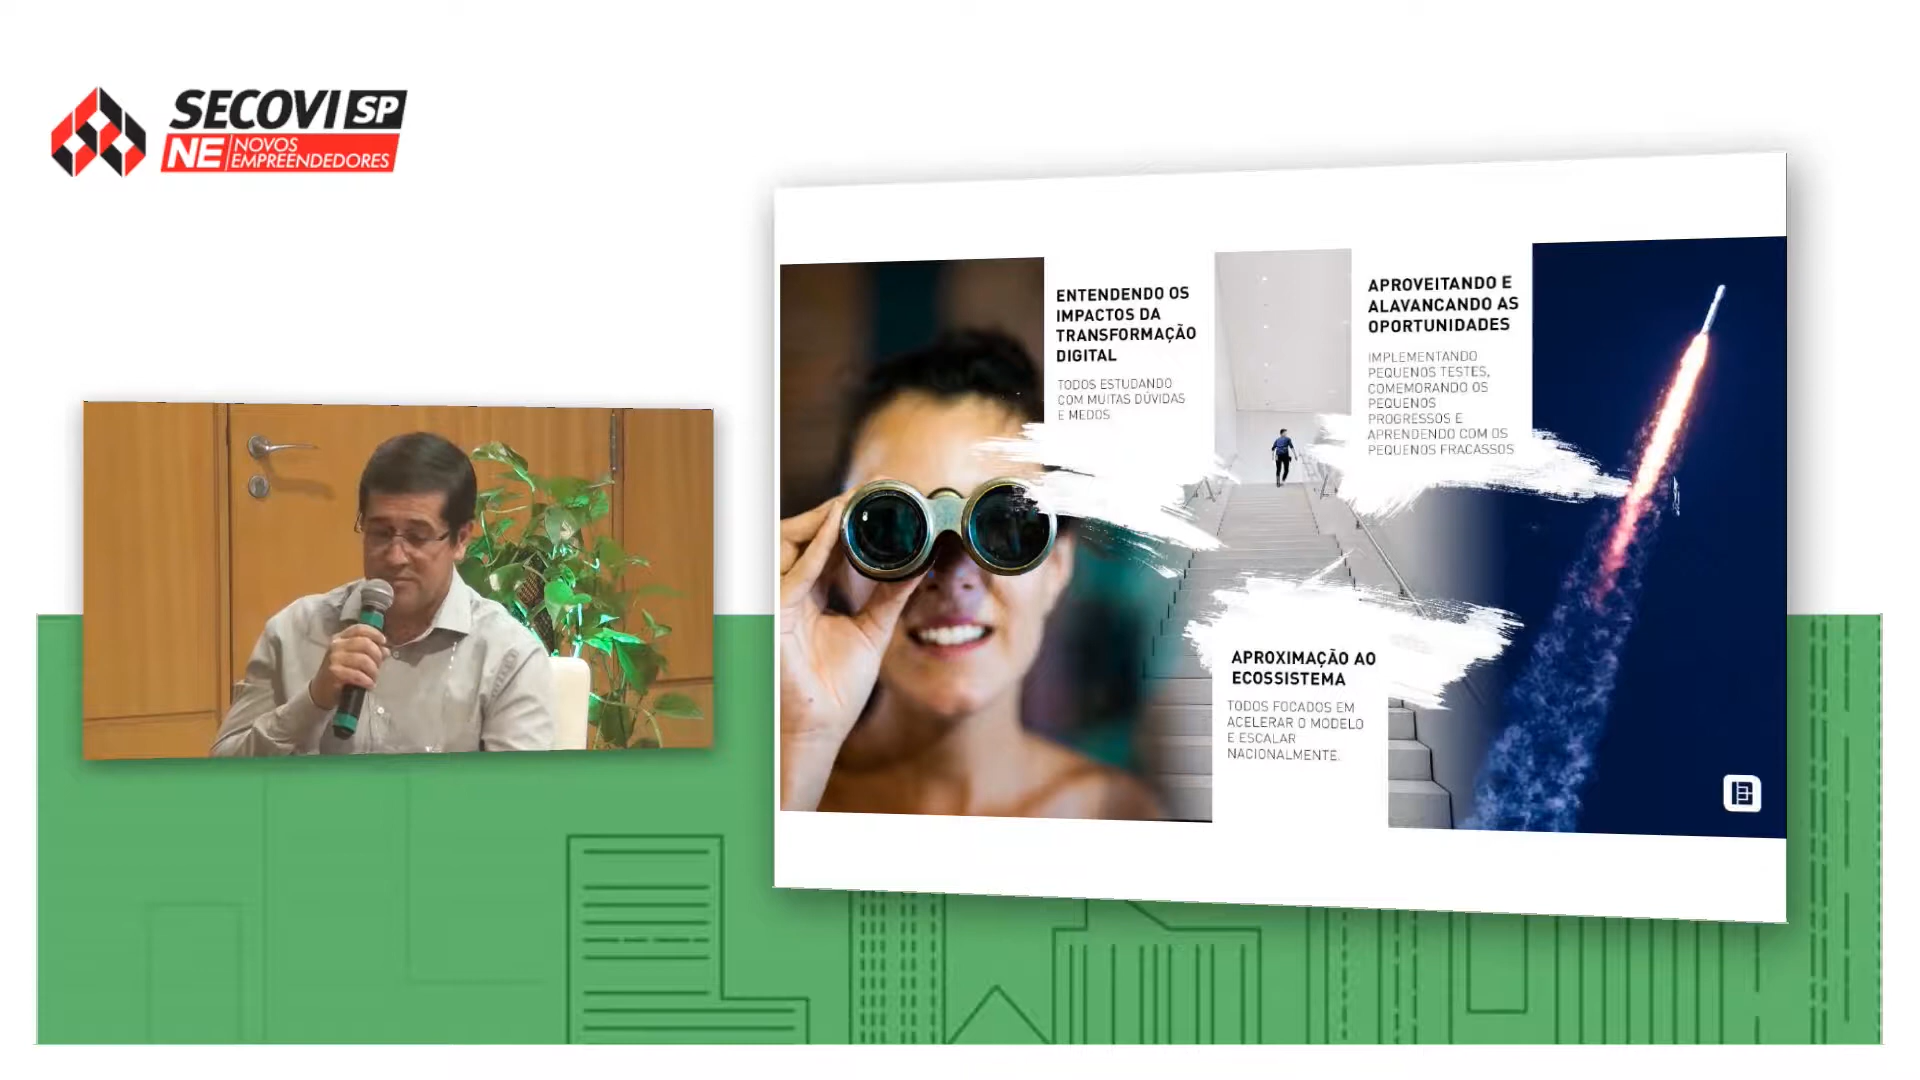 SECOVI SP
NE NOVOS
EMPREENDEDORES
ENTENDENDO OS
IMPACTOS DA
TRANSFORMAÇÃO
DIGITAL
TODOS ESTUDANDO
COM MUITAS DÚVIDAS
E MEDOS
APROVEITANDO E
ALAVANCANDO AS
OPORTUNIDADES
IMPLEMENTANDO
PEQUENOS TESTES,
COMEMORANDO OS
PEQUENOS
PROGRESSOS E
APRENDENDO COM OS
PEQUENOS FRACASSOS
APROXIMAÇÃO AO
ECOSSISTEMA
TODOS FOCADOS EM
ACELERAR O MODELO
E ESCALAR
NACIONALMENTE.